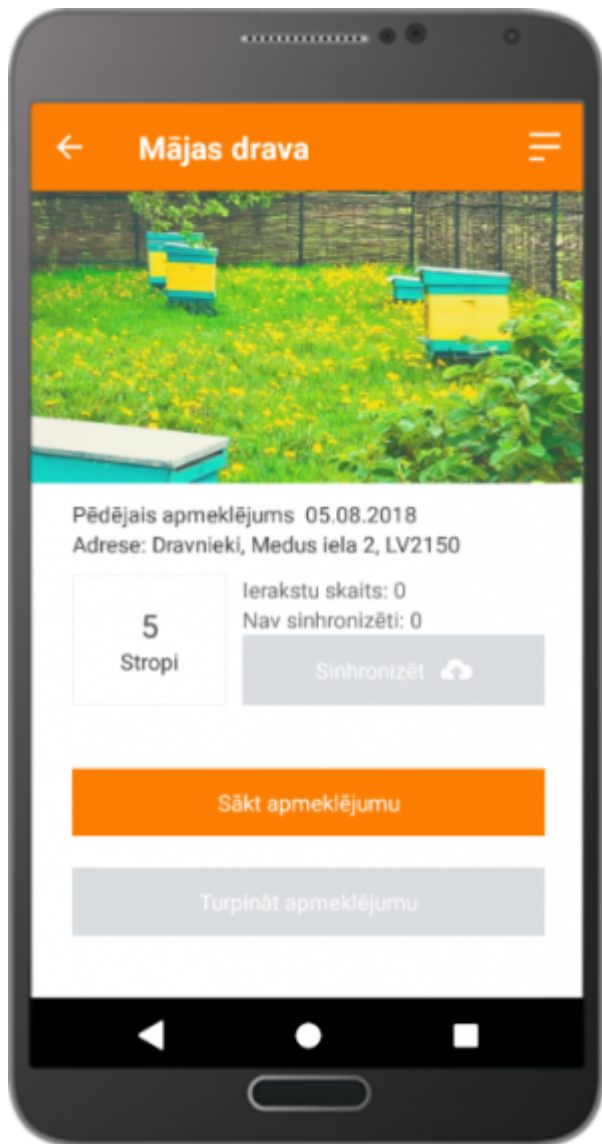 Mājas drava
Pēdējais apmeklējums 05.08.2018
Adrese: Dravnieki, Medus iela 2, LV2150
5
Stropi
Ierakstu skaits: 0
Nav sinhronizēti: 0
Sinhronizēt
Sākt apmeklējumu
Turpināt apmeklējumu